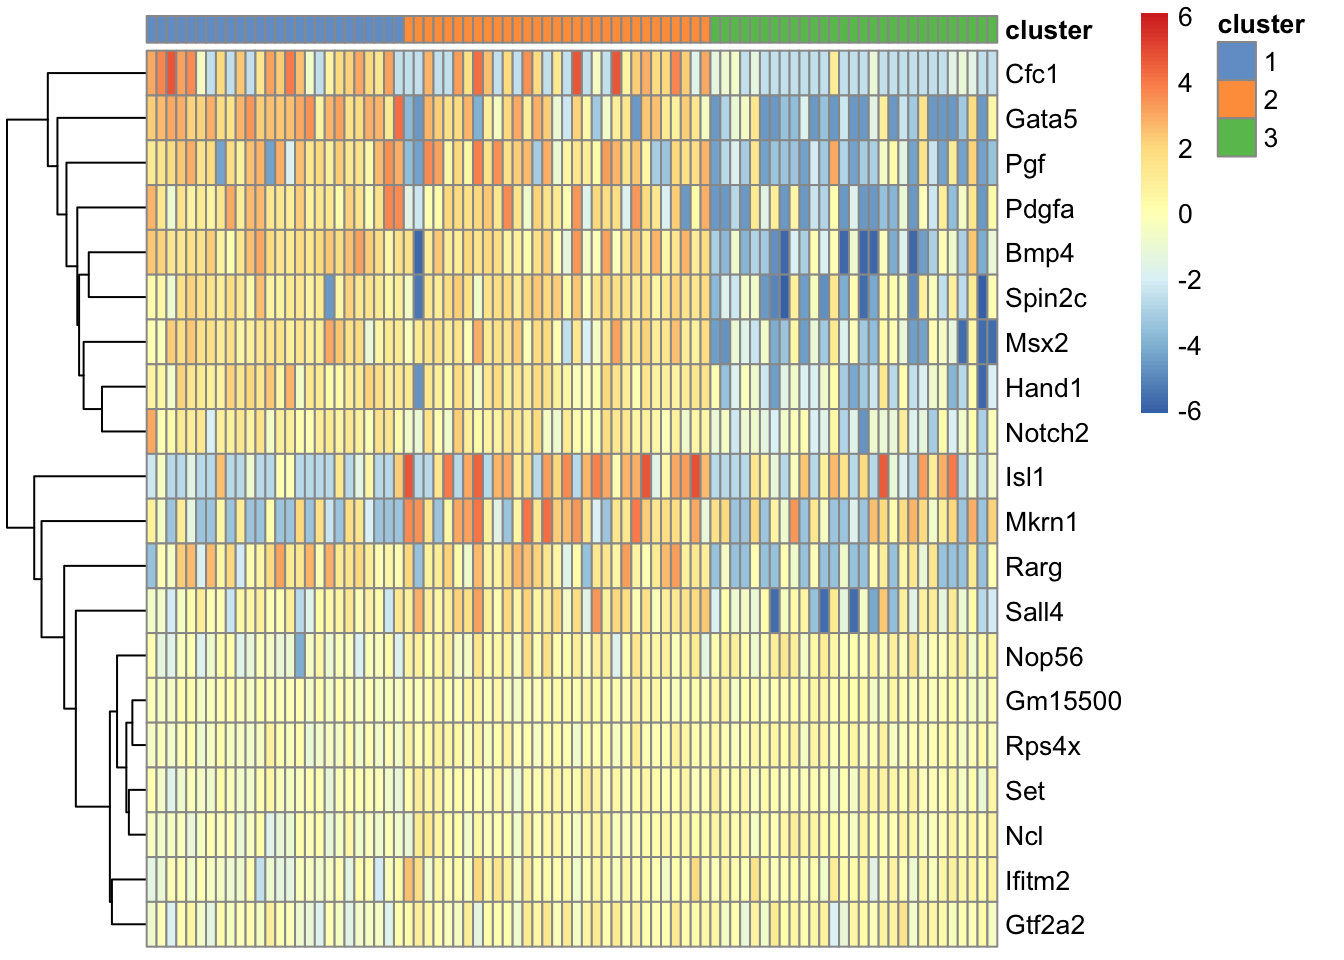 cluster
Cfc1
Gata5
Pgf
Pdgfa
Bmp4
Spin2c
Msx2
Hand1
Notch2
Isl1
Mkrn1
Rarg
Sall4
Nop56
Gm15500
Rps4x
Set
Ncl
Ifitm2
Gtf2a2
6
4
2
0
-2
-4
-6
cluster
1
2
3